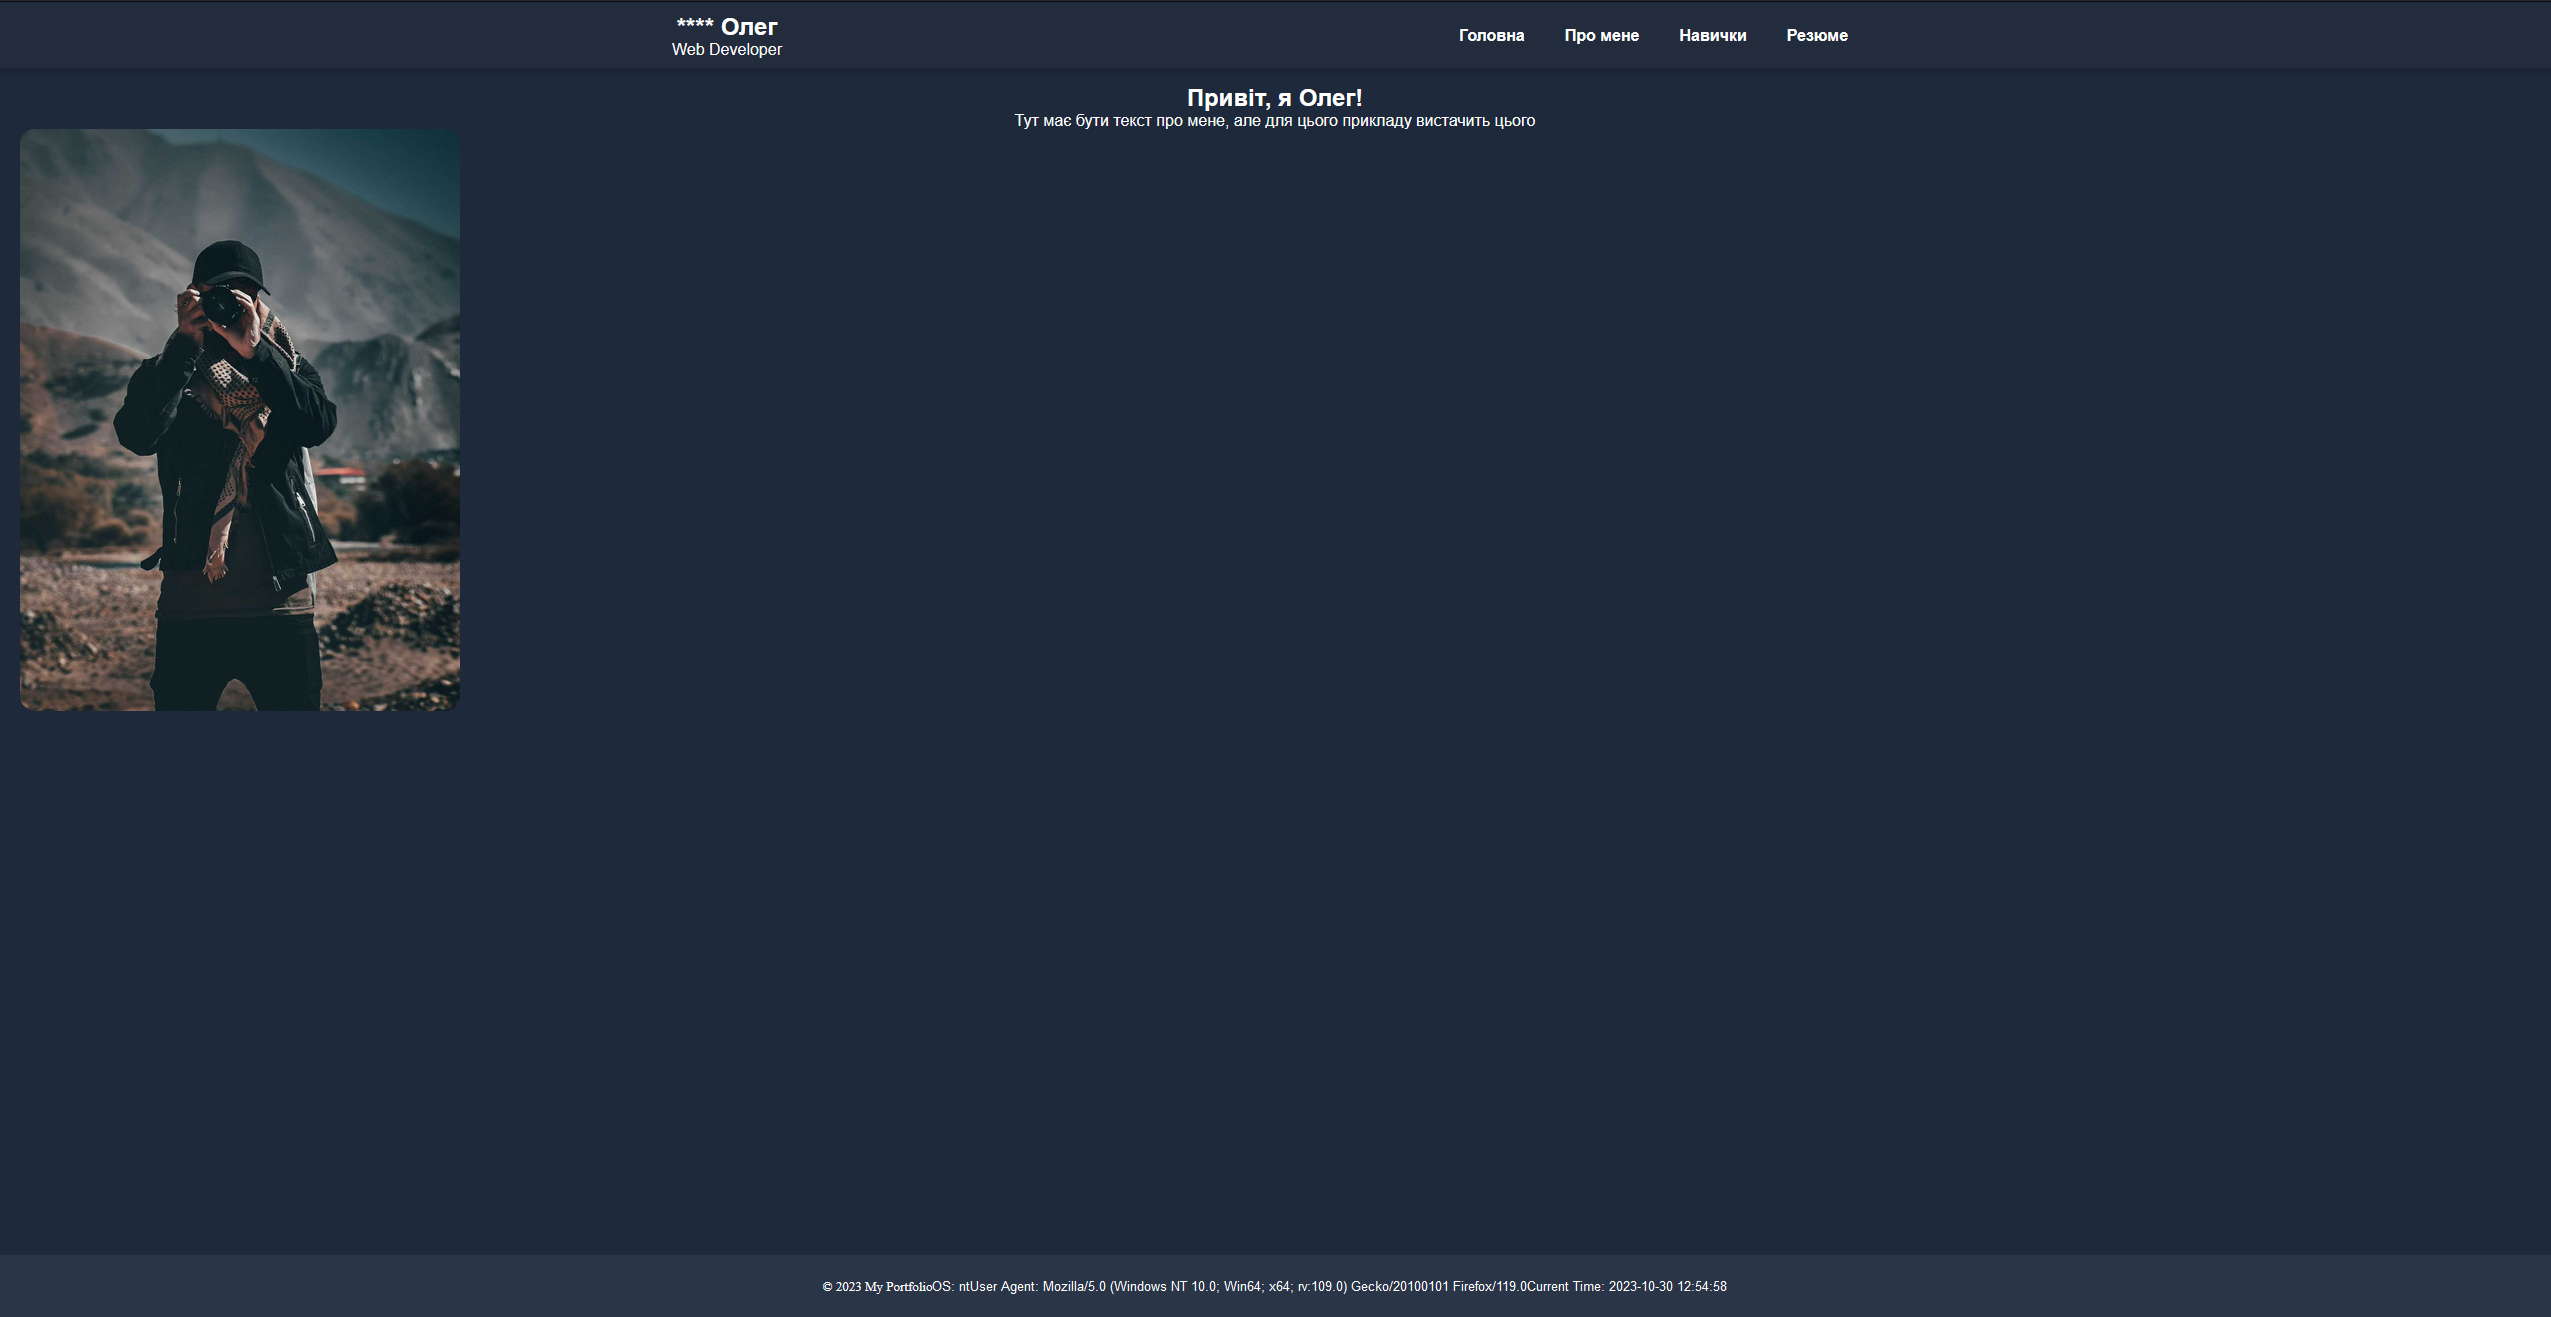 **** Олег
Web Developer
Головна
Про мене
Навички
Резюме
Привіт, я Олег!
Тут має бути текст про мене, але для цього прикладу вистачить цього
© 2023 My PortfolioOS: ntUser Agent: Mozilla/5.0 (Windows NT 10.0; Win64; x64; rv:109.0) Gecko/20100101 Firefox/119.0Current Time: 2023-10-30 12:54:58